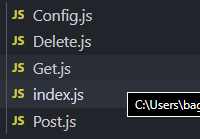 JS Config.js
JS Delete.js
JS Get.js
JS index.js
C:\Users\bag
JS Post.js